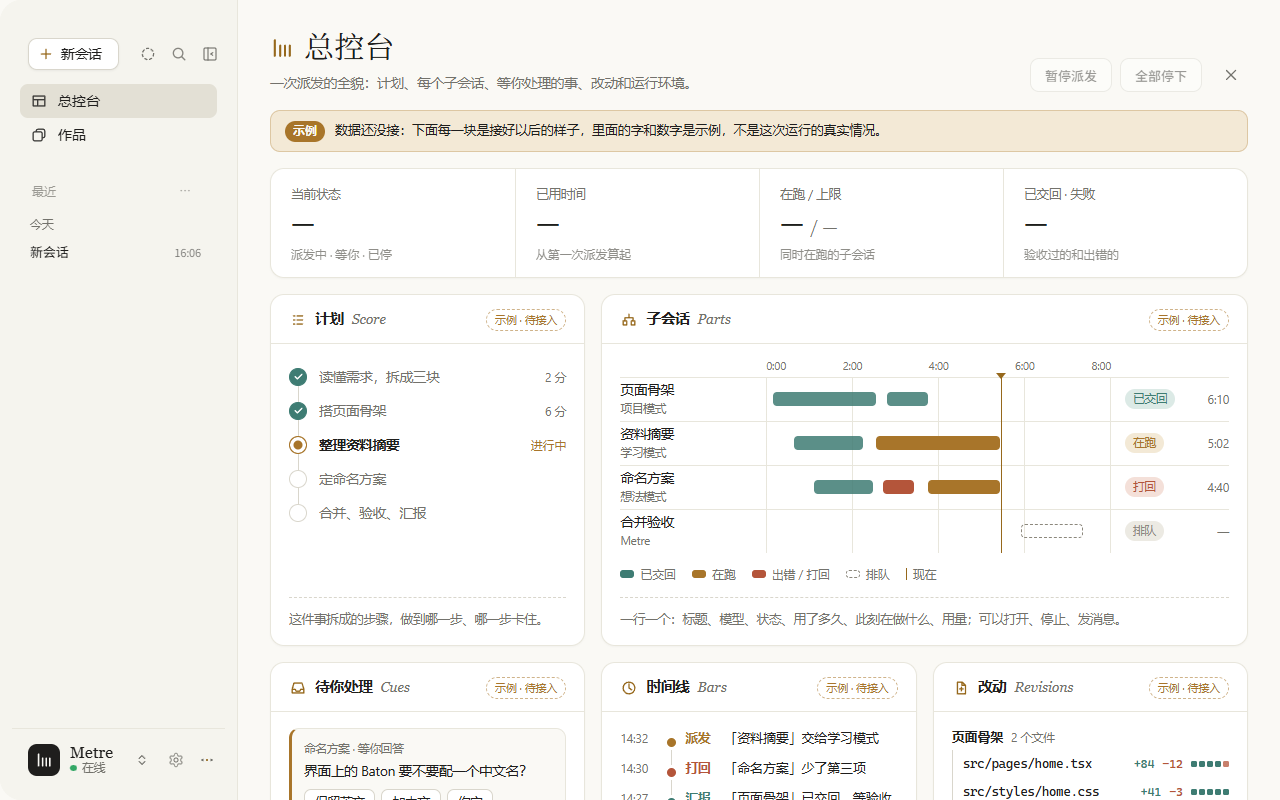 新会话
总控台
作品
最近
今天
新会话 16:06
Metre
在线
总控台
一次派发的全貌：计划、每个子会话、等你处理的事、改动和运行环境。
暂停派发 全部停下
示例 数据还没接：下面每一块是接好以后的样子，里面的字和数字是示例，不是这次运行的真实情况。
当前状态 已用时间 在跑 / 上限 已交回 · 失败
— — — / — —
派发中 · 等你 · 已停 从第一次派发算起 同时在跑的子会话 验收过的和出错的
计划 Score 示例 · 待接入
读懂需求，拆成三块 2 分
搭页面骨架 6 分
整理资料摘要 进行中
定命名方案
合并、验收、汇报
这件事拆成的步骤，做到哪一步、哪一步卡住。
子会话 Parts 示例 · 待接入
0:00 2:00 4:00 6:00 8:00
页面骨架 已交回 6:10
项目模式
资料摘要 在跑 5:02
学习模式
命名方案 打回 4:40
想法模式
合并验收 排队 —
Metre
已交回 在跑 出错 / 打回 排队 现在
一行一个：标题、模型、状态、用了多久、此刻在做什么、用量；可以打开、停止、发消息。
待你处理 Cues 示例 · 待接入
命名方案 · 等你回答
界面上的 Baton 要不要配一个中文名？
时间线 Bars 示例 · 待接入
14:32 派发 「资料摘要」交给学习模式
14:30 打回 「命名方案」少了第三项
14:27 汇报 「页面骨架」已交回，等验收
改动 Revisions 示例 · 待接入
页面骨架 2 个文件
src/pages/home.tsx +84 −12
src/styles/home.css +41 −3